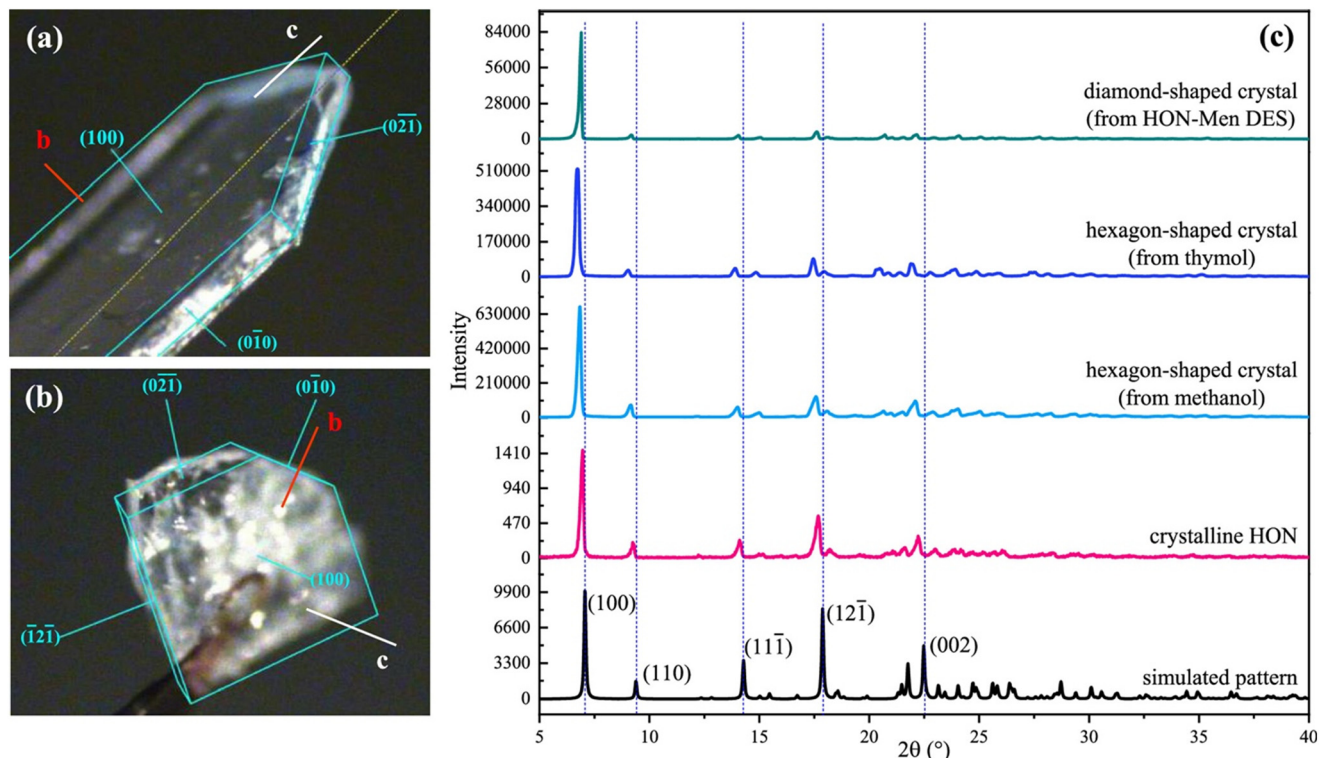 (a)
c
(100)
b
(02̅1̅)
(01̅0)
(b)
(02̅1̅)
(01̅0)
b
(100)
(1̅21̅)
c
(c)
Intensity
84000
56000
28000
0
diamond-shaped crystal
(from HON-Men DES)
510000
340000
170000
0
hexagon-shaped crystal
(from thymol)
630000
420000
210000
0
hexagon-shaped crystal
(from methanol)
1410
940
470
0
crystalline HON
9900
6600
3300
0
(100)
(110)
(111̅)
(121̅)
(002)
simulated pattern
5 10 15 20 25 30 35 40
2θ (°)